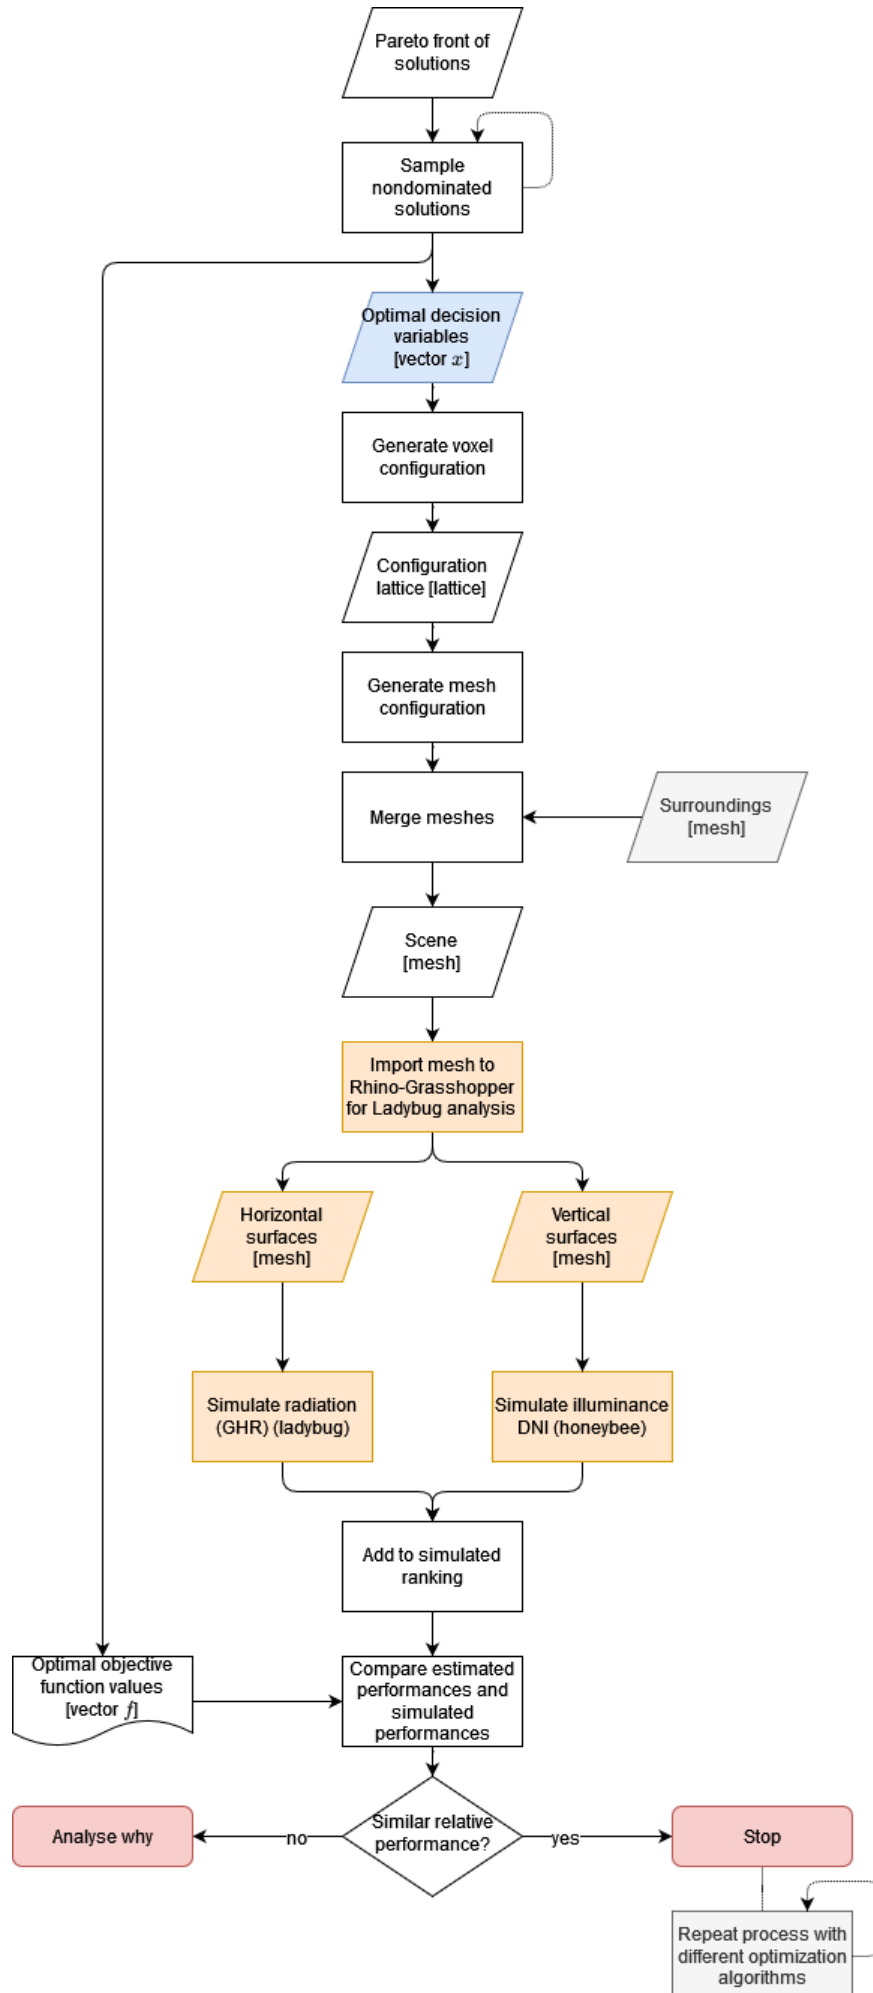 Pareto front of
solutions
Sample
nondominated
solutions
Optimal decision
variables
[vector x]
Generate voxel
configuration
Configuration
lattice [lattice]
Generate mesh
configuration
Merge meshes
Surroundings
[mesh]
Scene
[mesh]
Import mesh to
Rhino-Grasshopper
for Ladybug analysis
Horizontal
surfaces
[mesh]
Vertical
surfaces
[mesh]
Simulate radiation
(GHR) (ladybug)
Simulate illuminance
DNI (honeybee)
Add to simulated
ranking
Optimal objective
function values
[vector f]
Compare estimated
performances and
simulated
performances
Analyse why
no
Similar relative
performance?
yes
Stop
Repeat process with
different optimization
algorithms